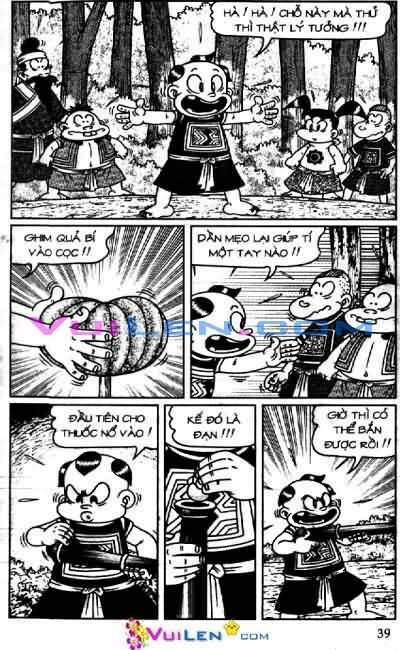 HÀ! HÀ! CHỖ NÀY MÀ THỬ
THÌ THẬT LÝ TƯỞNG!!!
GHIM QUẢ BÍ
VÀO CỌC!!
DẦN MẸO LẠI GIÚP TÍ
MỘT TAY NÀO!!
VUILEN.COM
ĐẦU TIÊN CHO
THUỐC NỔ VÀO!
KẾ ĐÓ LÀ
ĐẠN!!!
GIỜ THÌ CÓ
THỂ BẮN
ĐƯỢC RỒI!!
39
VUILEN.COM